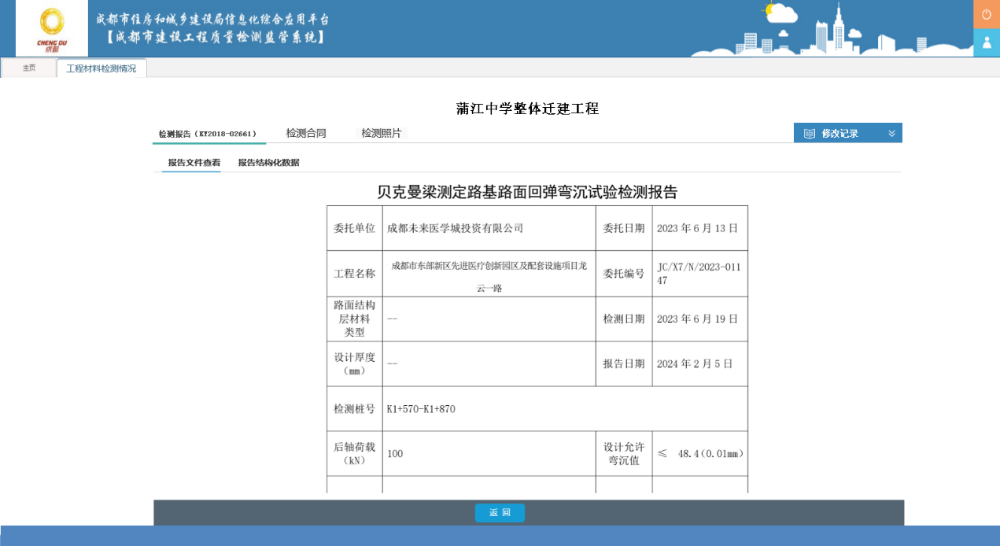 成都市住房和城乡建设局信息化综合应用平台
【成都市建设工程质量检测监管系统】
CHENG DU
成都
主页
工程材料检测情况
蒲江中学整体迁建工程
检测报告（KY2018-02661）
检测合同
检测照片
修改记录
报告文件查看
报告结构化数据
贝克曼梁测定路基路面回弹弯沉试验检测报告
委托单位
成都未来医学城投资有限公司
委托日期
2023 年 6 月 13 日
工程名称
成都市东部新区先进医疗创新园区及配套设施项目龙
云一路
委托编号
JC/X7/N/2023-011
47
路面结构
层材料
类型
--
检测日期
2023 年 6 月 19 日
设计厚度
（mm）
--
报告日期
2024 年 2 月 5 日
检测桩号
K1+570-K1+870
后轴荷载
（kN）
100
设计允许
弯沉值
≤ 48.4(0.01mm)
返 回